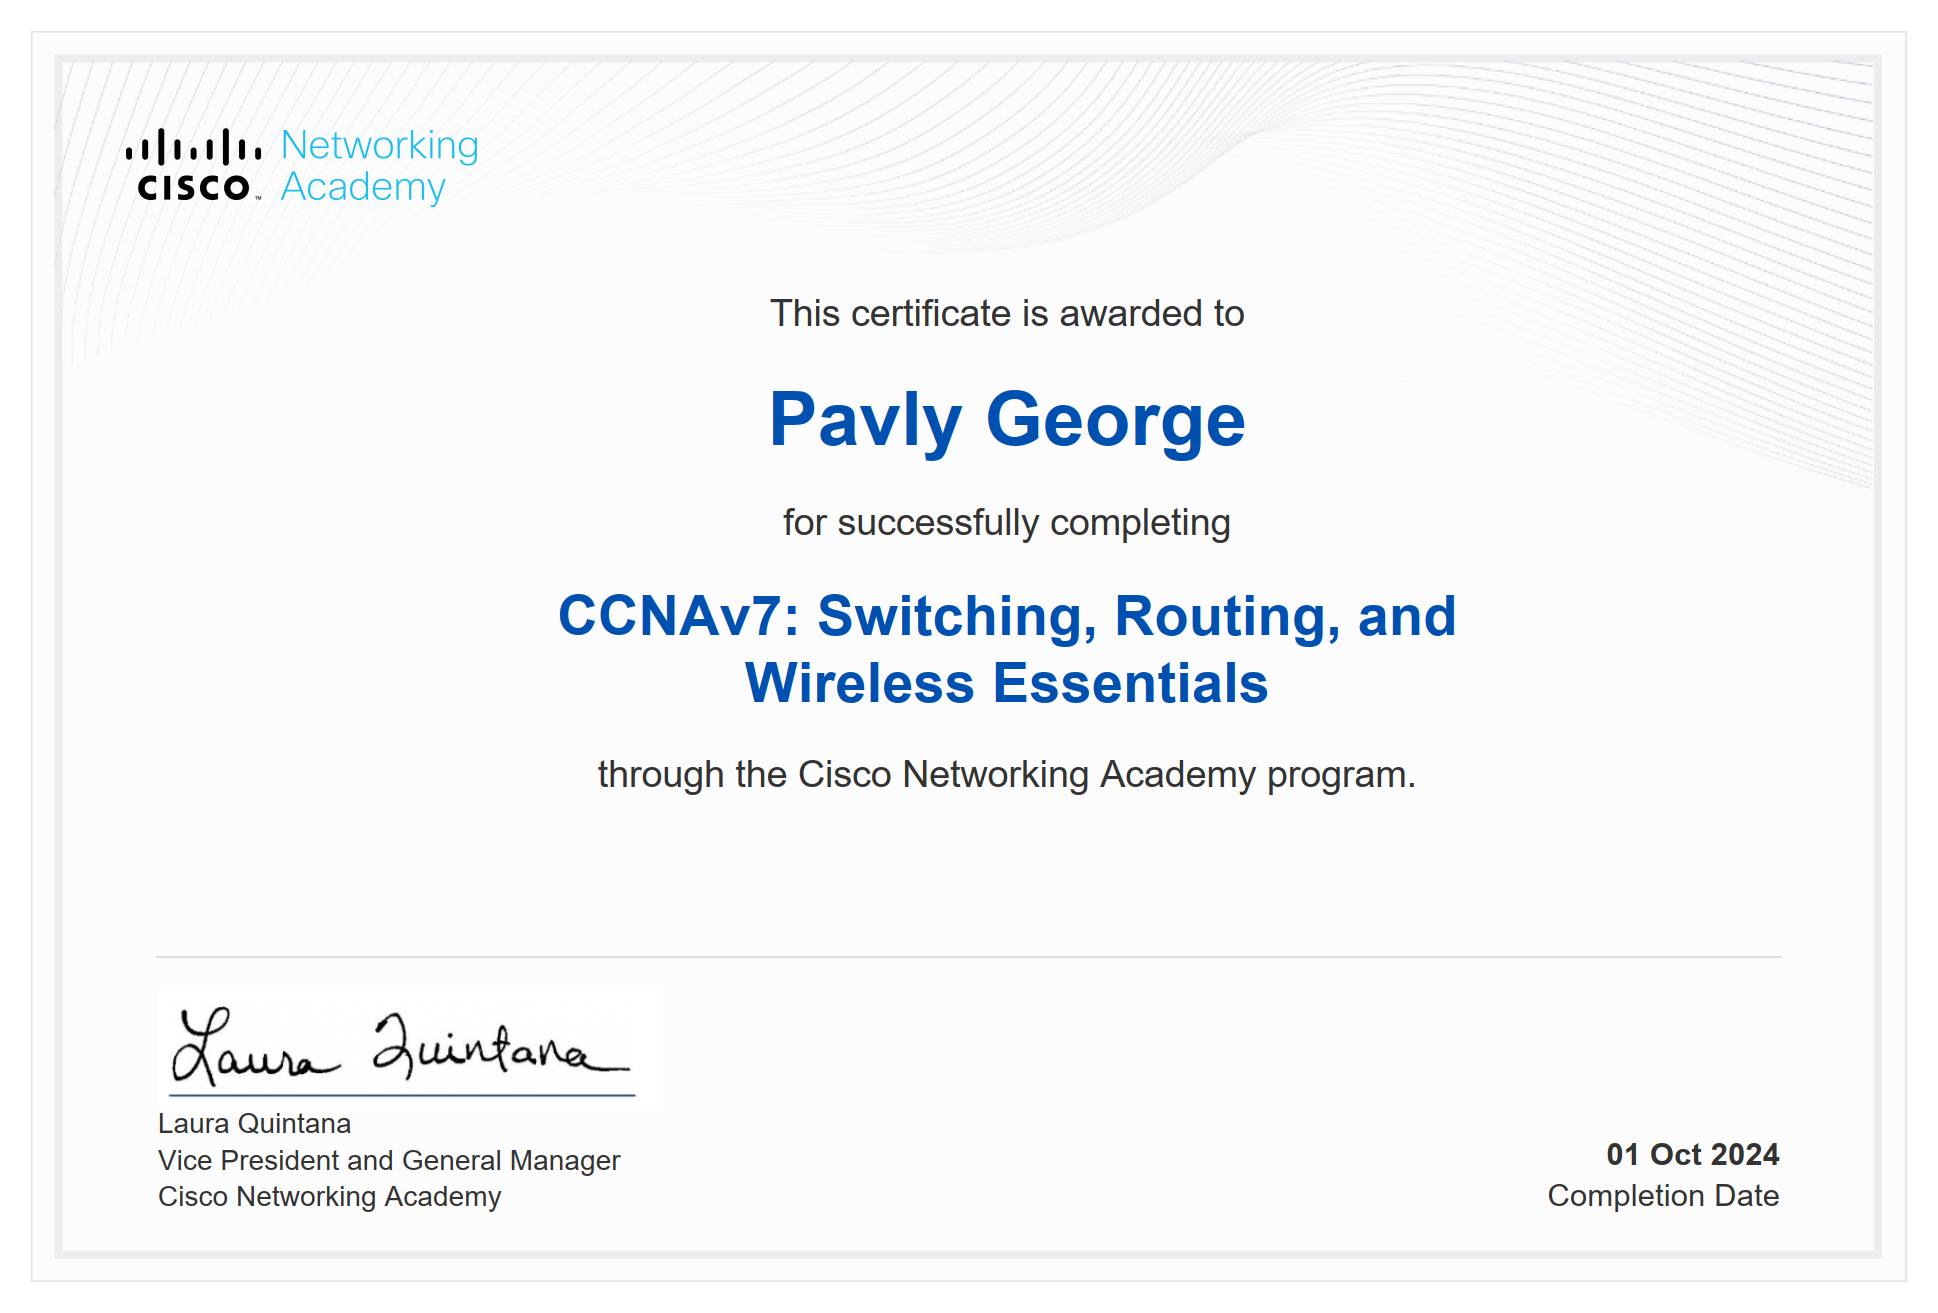 Networking
CISCO™ Academy
This certificate is awarded to
Pavly George
for successfully completing
CCNAv7: Switching, Routing, and
Wireless Essentials
through the Cisco Networking Academy program.
Laura Quintana
Laura Quintana
Vice President and General Manager
Cisco Networking Academy
01 Oct 2024
Completion Date